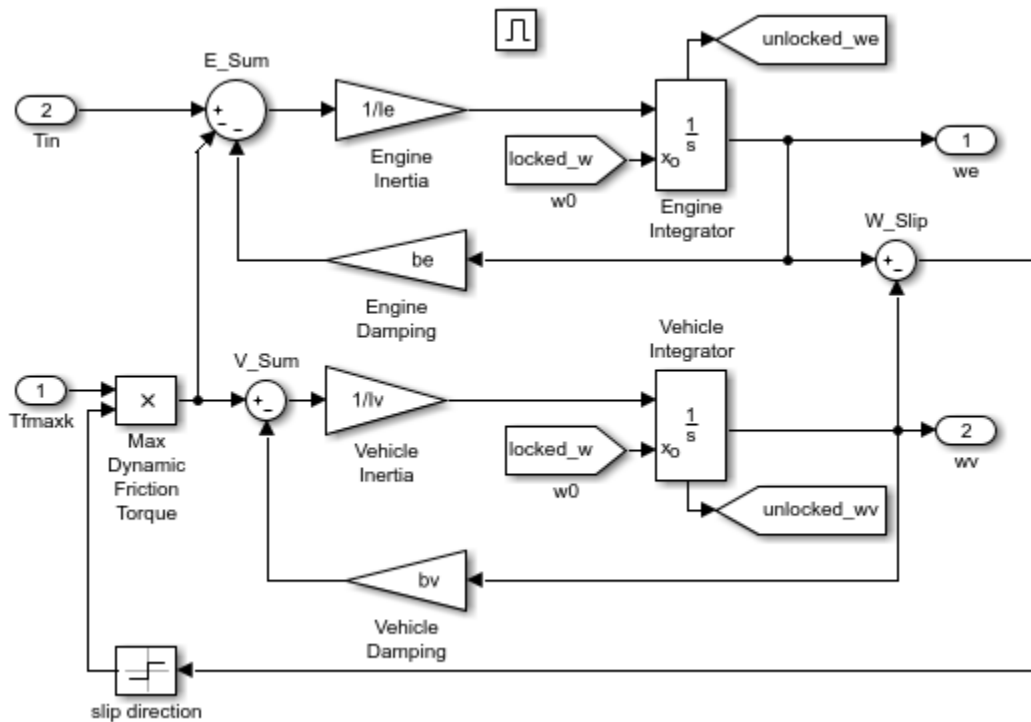 unlocked_we
E_Sum
2
Tin
+
−
−
1/Ie
Engine
Inertia
locked_w
w0
1
s
xo
Engine
Integrator
1
we
W_Slip
+
−
be
Engine
Damping
Vehicle
Integrator
V_Sum
1
Tfmaxk
×
Max
Dynamic
Friction
Torque
+
−
1/Iv
Vehicle
Inertia
locked_w
w0
1
s
xo
2
wv
unlocked_wv
bv
Vehicle
Damping
slip direction